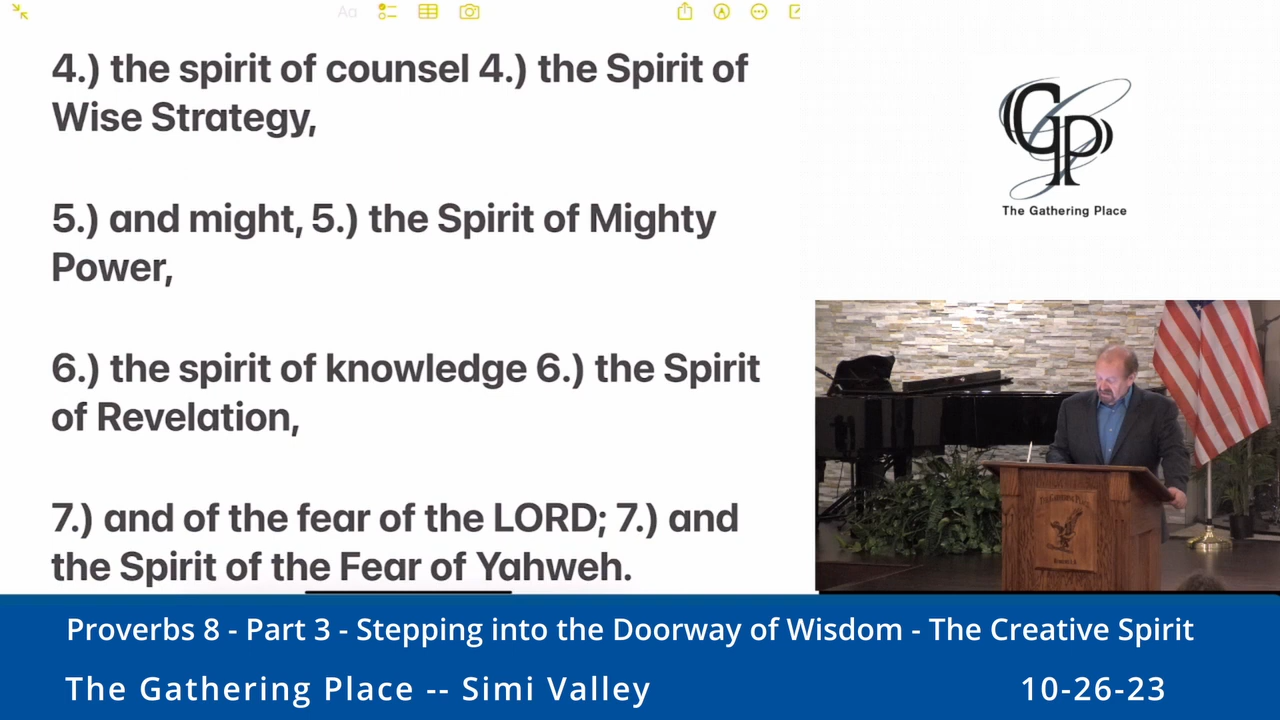 Aa
4.) the spirit of counsel 4.) the Spirit of
Wise Strategy,
5.) and might, 5.) the Spirit of Mighty
Power,
6.) the spirit of knowledge 6.) the Spirit
of Revelation,
7.) and of the fear of the LORD; 7.) and
the Spirit of the Fear of Yahweh.
GP
The Gathering Place
Proverbs 8 - Part 3 - Stepping into the Doorway of Wisdom - The Creative Spirit
The Gathering Place -- Simi Valley
10-26-23